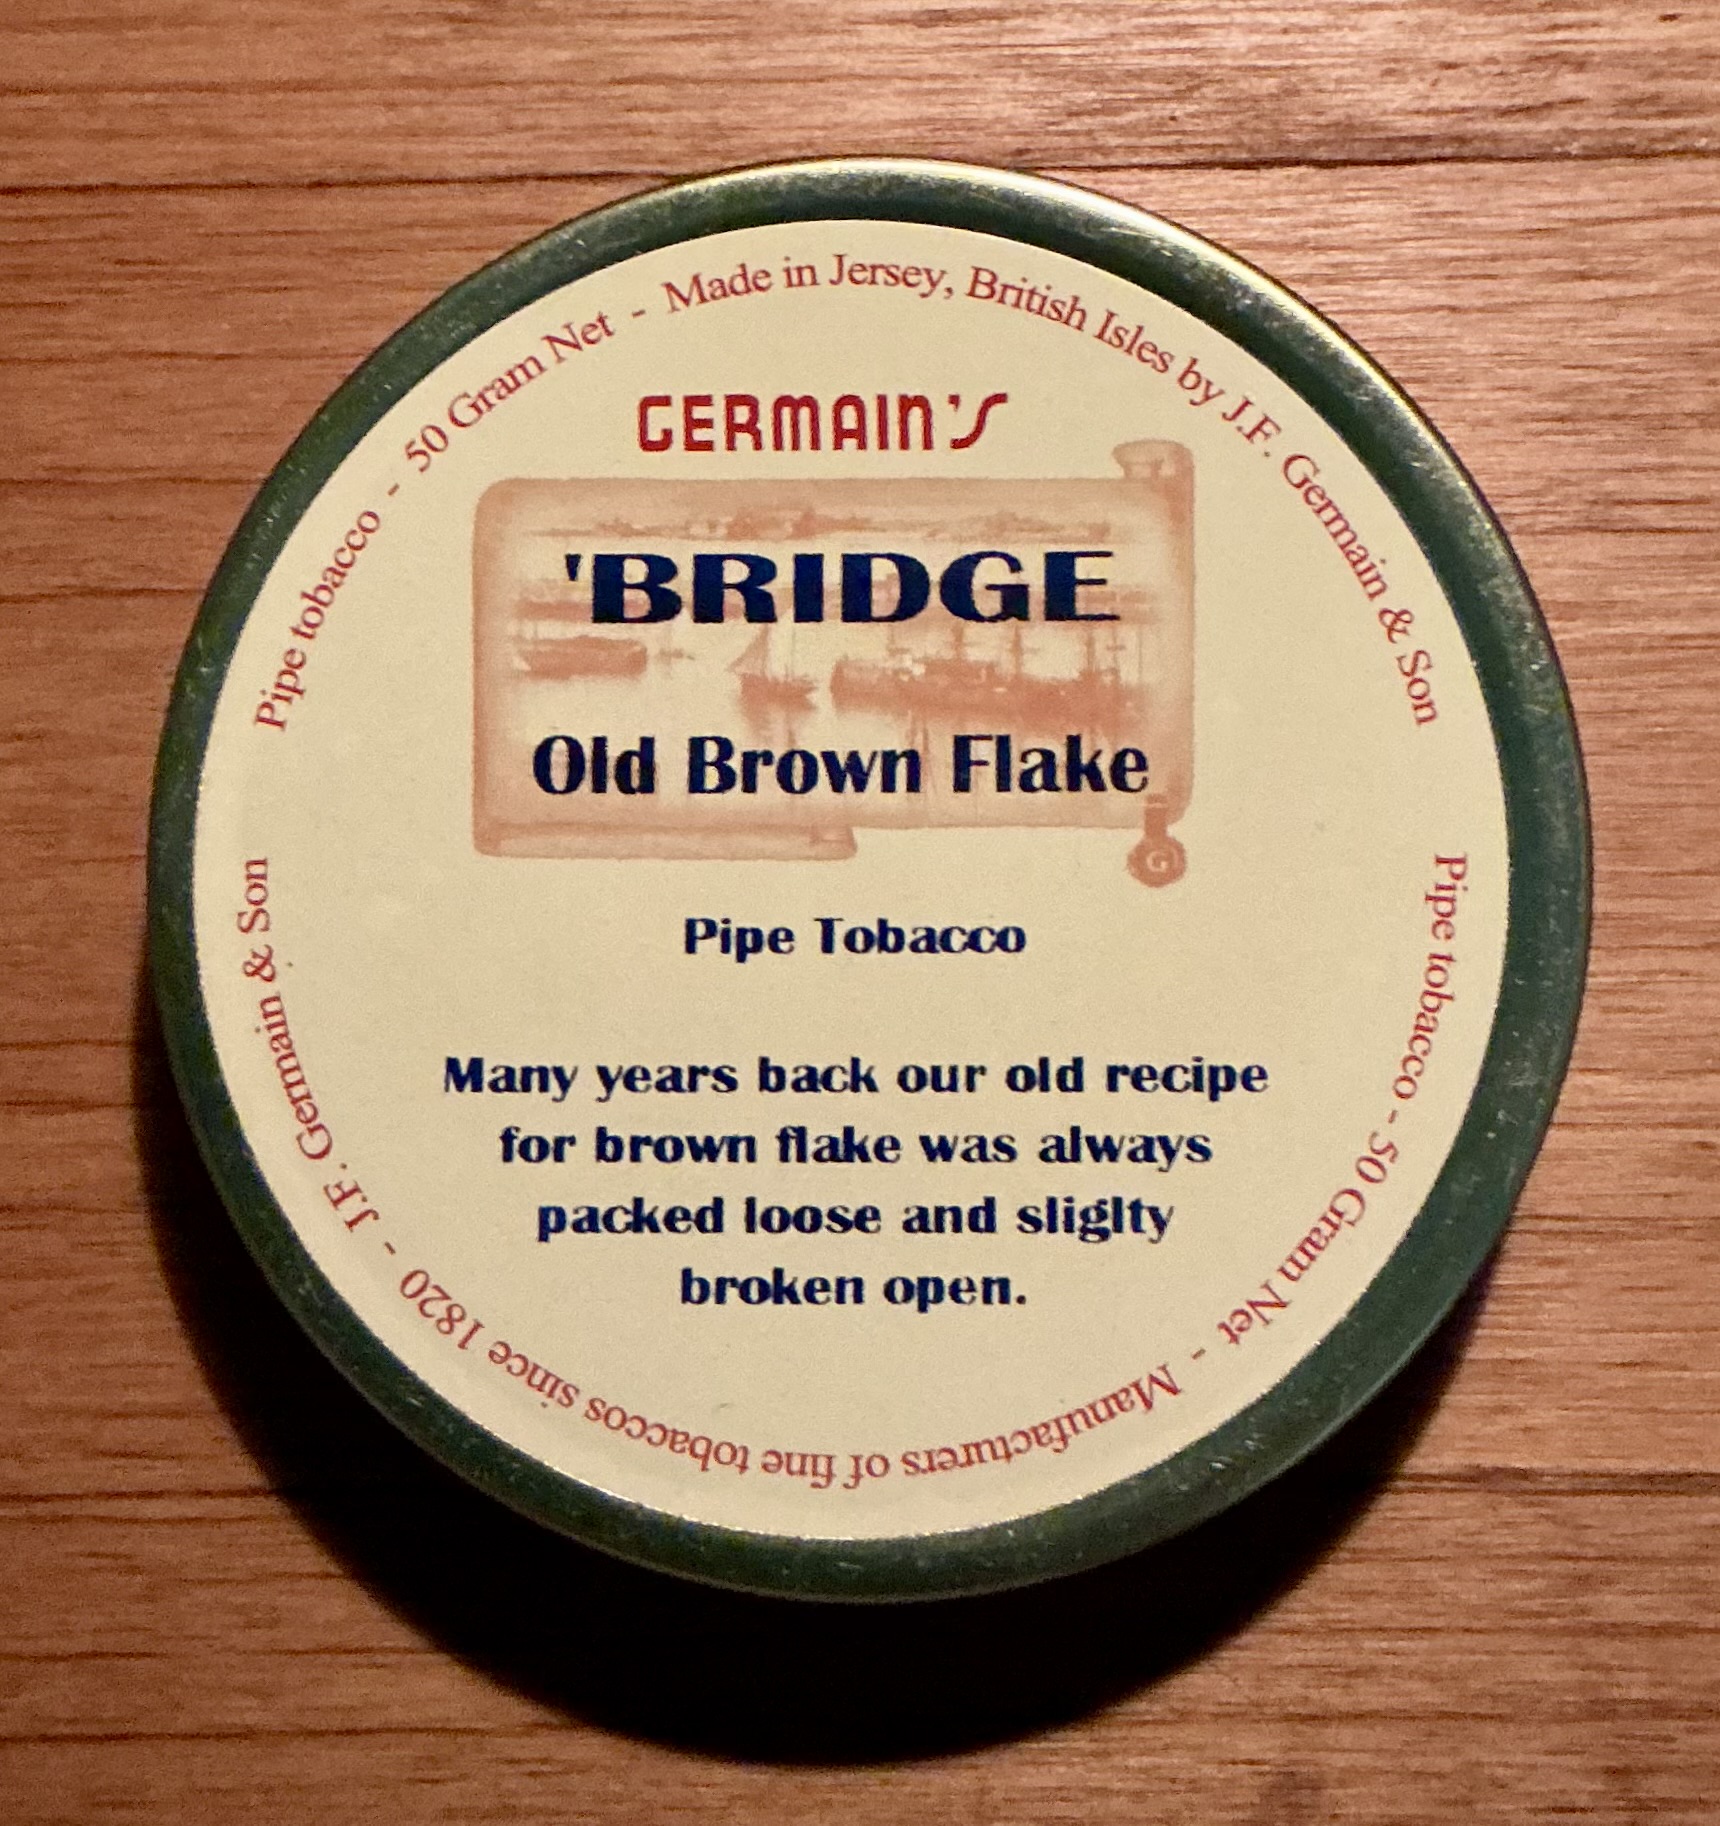 Pipe tobacco - 50 Gram Net - Made in Jersey, British Isles by J.F. Germain & Son
GERMAIN'S
'BRIDGE
Old Brown Flake
G
Pipe Tobacco
Many years back our old recipe
for brown flake was always
packed loose and sliglty
broken open.
Pipe tobacco - 50 Gram Net - Manufacturers of fine tobaccos since 1820 - J.F. Germain & Son